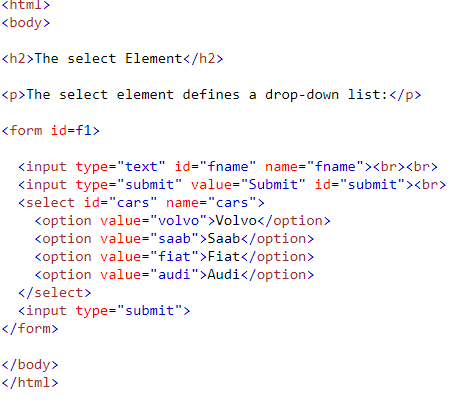 <html>
<body>
<h2>The select Element</h2>
<p>The select element defines a drop-down list:</p>
<form id=f1>
<input type="text" id="fname" name="fname"><br><br>
<input type="submit" value="Submit" id="submit"><br>
<select id="cars" name="cars">
<option value="volvo">Volvo</option>
<option value="saab">Saab</option>
<option value="fiat">Fiat</option>
<option value="audi">Audi</option>
</select>
<input type="submit">
</form>
</body>
</html>